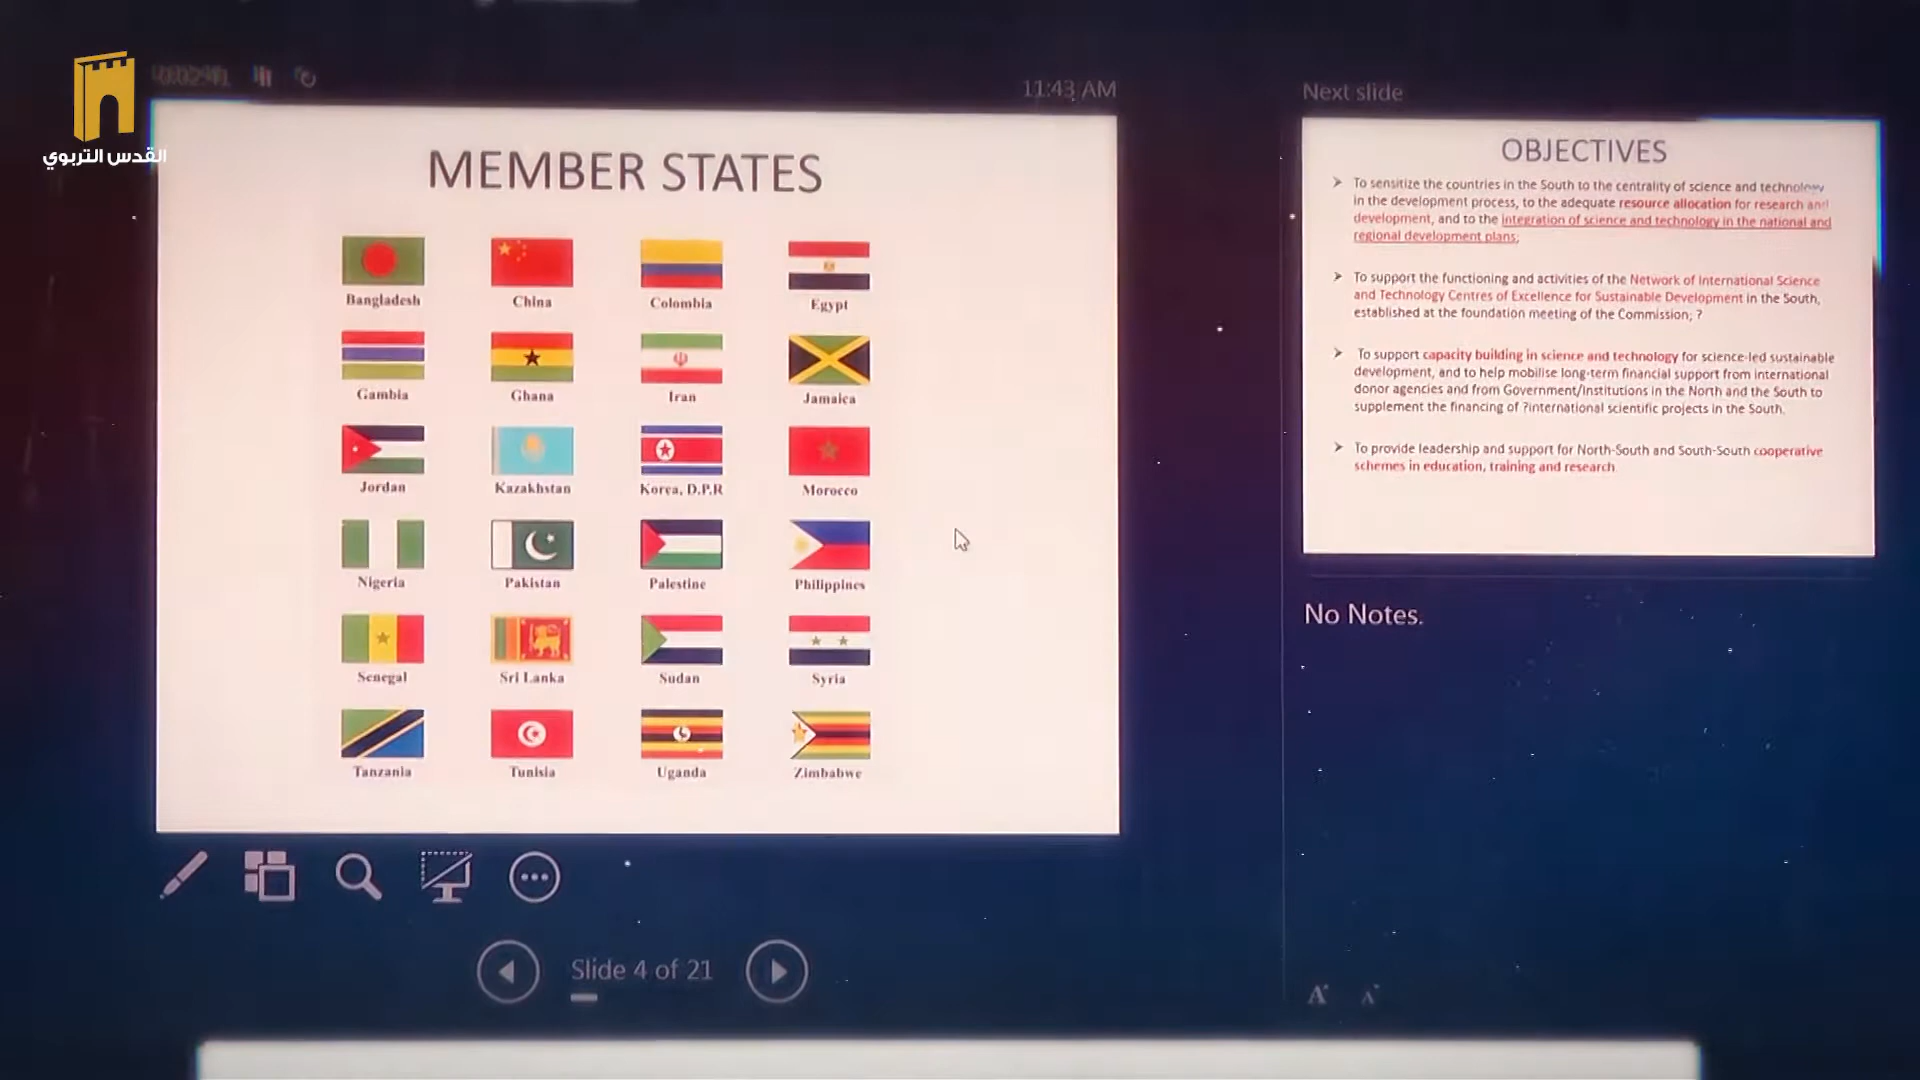 القدس التربوي
11:43 AM
MEMBER STATES
Bangladesh
China
Colombia
Egypt
Gambia
Ghana
Iran
Jamaica
Jordan
Kazakhstan
Korea, D.P.R
Morocco
Nigeria
Pakistan
Palestine
Philippines
Senegal
Sri Lanka
Sudan
Syria
Tanzania
Tunisia
Uganda
Zimbabwe
Slide 4 of 21
Next slide
OBJECTIVES
To sensitize the countries in the South to the centrality of science and technology
in the development process, to the adequate resource allocation for research and
development, and to the integration of science and technology in the national and
regional development plans;
To support the functioning and activities of the Network of International Science
and Technology Centres of Excellence for Sustainable Development in the South,
established at the foundation meeting of the Commission; ?
To support capacity building in science and technology for science-led sustainable
development, and to help mobilise long-term financial support from international
donor agencies and from Government/Institutions in the North and the South to
supplement the financing of ?international scientific projects in the South.
To provide leadership and support for North-South and South-South cooperative
schemes in education, training and research
No Notes.
A A